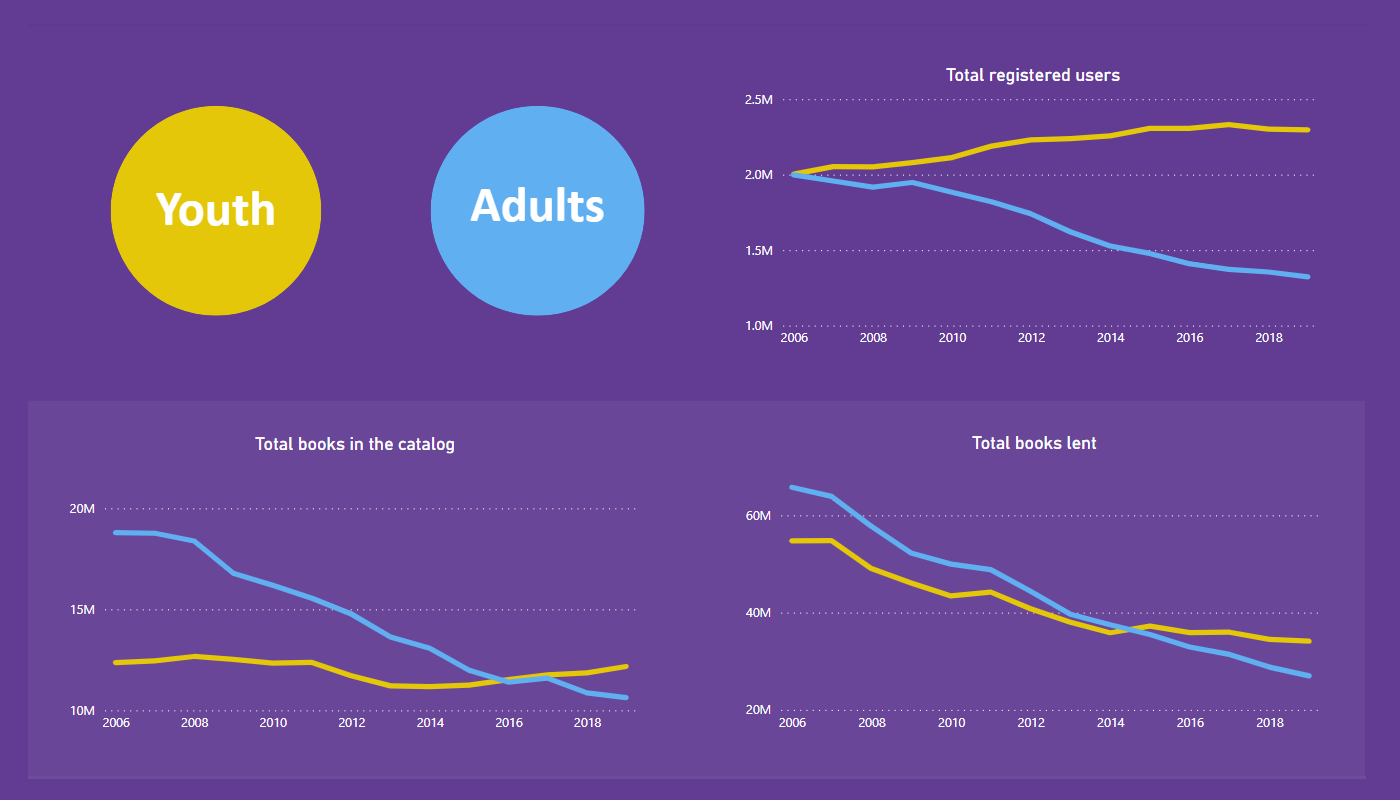 Youth
Adults
Total registered users
2.5M
2.0M
1.5M
1.0M
2006 2008 2010 2012 2014 2016 2018
Total books in the catalog
20M
15M
10M
2006 2008 2010 2012 2014 2016 2018
Total books lent
60M
40M
20M
2006 2008 2010 2012 2014 2016 2018